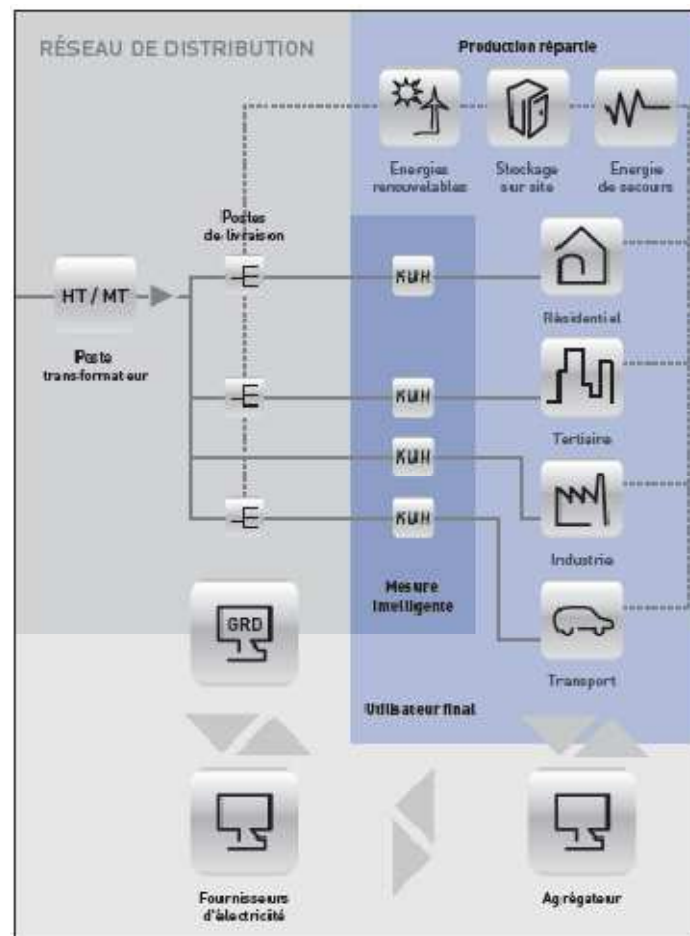 RÉSEAU DE DISTRIBUTION
Production répartie
Energies
renouvelables
Stockage
sur site
Energie
de secours
Postes
de livraison
HT / MT
KWH
Résidentiel
Poste
transformateur
KWH
Tertiaire
KWH
KWH
Industrie
Mesure
Intelligente
GRD
Transport
Utilisateur final
Fournisseurs
d'électricité
Agrégateur